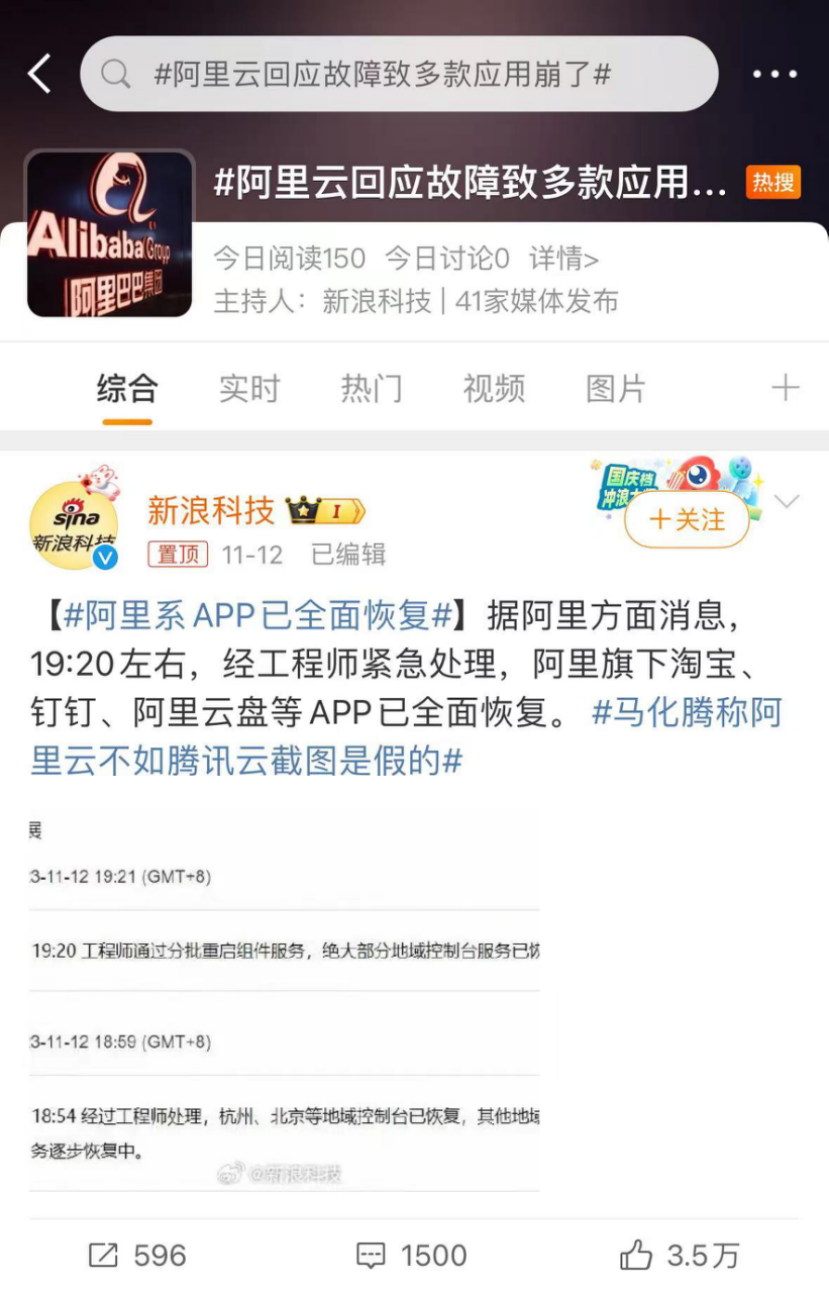 #阿里云回应故障致多款应用崩了#
#阿里云回应故障致多款应用... 热搜
Alibaba Group
阿里巴巴集团
今日阅读150 今日讨论0 详情>
主持人：新浪科技 | 41家媒体发布
综合 实时 热门 视频 图片
国庆档
sina
新浪科技
新浪科技 I
+关注
置顶 11-12 已编辑
【#阿里系APP已全面恢复#】据阿里方面消息，
19:20左右，经工程师紧急处理，阿里旗下淘宝、
钉钉、阿里云盘等APP已全面恢复。#马化腾称阿
里云不如腾讯云截图是假的#
展
3-11-12 19:21 (GMT+8)
19:20 工程师通过分批重启组件服务，绝大部分地域控制台服务已恢
3-11-12 18:59 (GMT+8)
18:54 经过工程师处理，杭州、北京等地域控制台已恢复，其他地域
务逐步恢复中。
@新浪科技
596 1500 3.5万